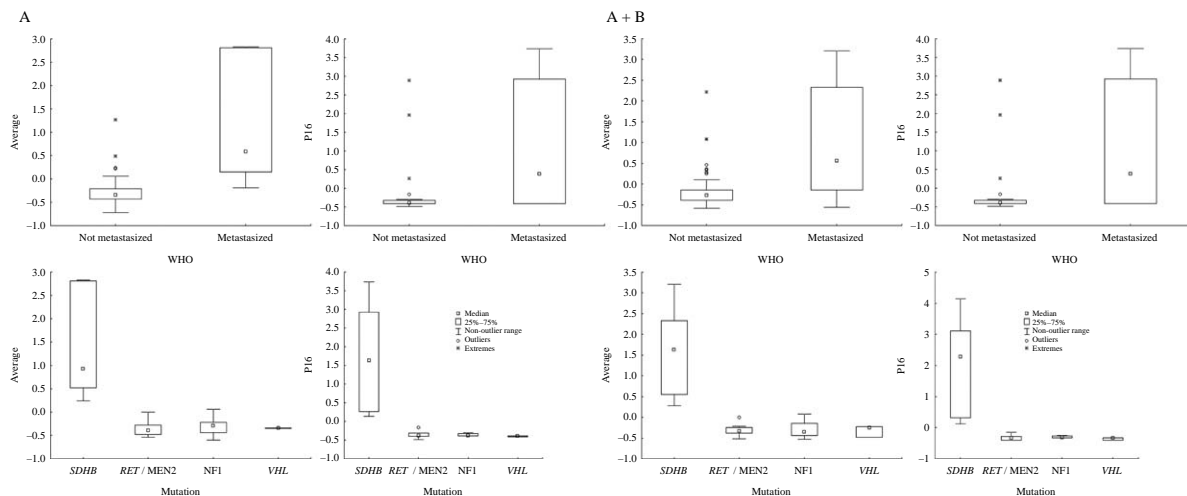 A
A + B
3.0
2.5
2.0
1.5
1.0
0.5
0.0
–0.5
–1.0
Average
Not metastasized
Metastasized
WHO
4.0
3.5
3.0
2.5
2.0
1.5
1.0
0.5
0.0
–0.5
–1.0
P16
Not metastasized
Metastasized
WHO
3.5
3.0
2.5
2.0
1.5
1.0
0.5
0.0
–0.5
–1.0
Average
Not metastasized
Metastasized
WHO
4.0
3.5
3.0
2.5
2.0
1.5
1.0
0.5
0.0
–0.5
–1.0
P16
Not metastasized
Metastasized
WHO
3.0
2.5
2.0
1.5
1.0
0.5
0.0
–0.5
–1.0
Average
SDHB
RET / MEN2
NF1
VHL
Mutation
4.0
3.5
3.0
2.5
2.0
1.5
1.0
0.5
0.0
–0.5
–1.0
P16
Median
25%–75%
Non-outlier range
Outliers
Extremes
SDHB
RET / MEN2
NF1
VHL
Mutation
3.5
3.0
2.5
2.0
1.5
1.0
0.5
0.0
–0.5
–1.0
Average
SDHB
RET / MEN2
NF1
VHL
Mutation
5
4
3
2
1
0
–1
P16
Median
25%–75%
Non-outlier range
Outliers
Extremes
SDHB
RET / MEN2
NF1
VHL
Mutation